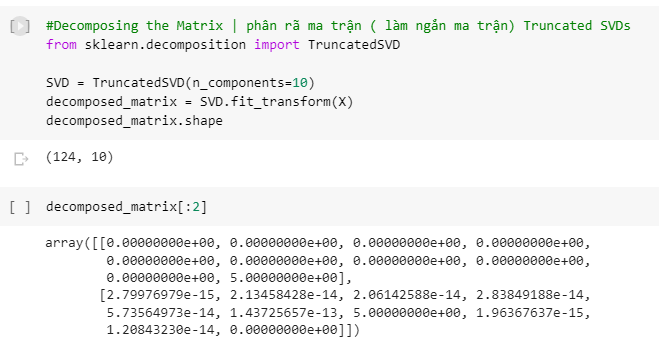 [ ] #Decomposing the Matrix | phân rã ma trận ( làm ngắn ma trận) Truncated SVDs
from sklearn.decomposition import TruncatedSVD
SVD = TruncatedSVD(n_components=10)
decomposed_matrix = SVD.fit_transform(X)
decomposed_matrix.shape
(124, 10)
[ ] decomposed_matrix[:2]
array([[0.00000000e+00, 0.00000000e+00, 0.00000000e+00, 0.00000000e+00,
0.00000000e+00, 0.00000000e+00, 0.00000000e+00, 0.00000000e+00,
0.00000000e+00, 5.00000000e+00],
[2.79976979e-15, 2.13458428e-14, 2.06142588e-14, 2.83849188e-14,
5.73564973e-14, 1.43725657e-13, 5.00000000e+00, 1.96367637e-15,
1.20843230e-14, 0.00000000e+00]])